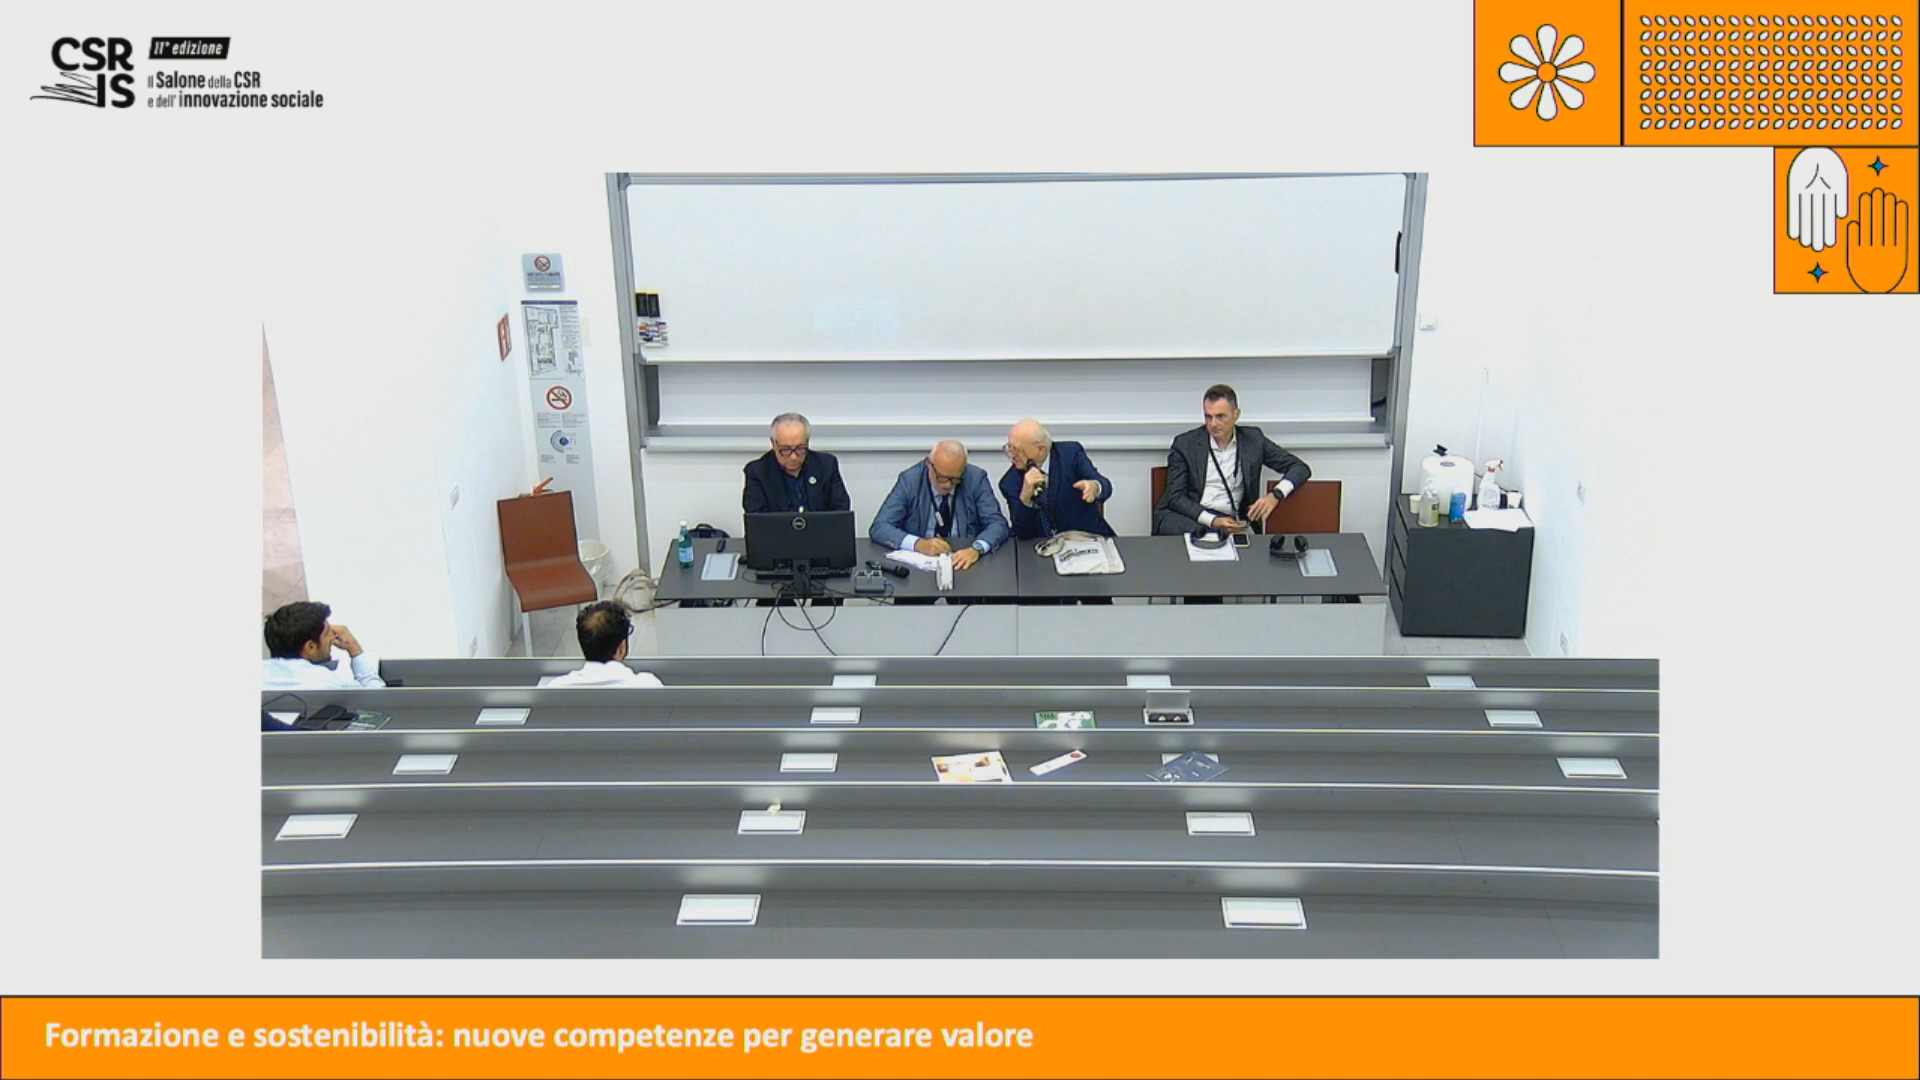 CSR
IS
11ª edizione
Il Salone della CSR
e dell' innovazione sociale
Formazione e sostenibilità: nuove competenze per generare valore